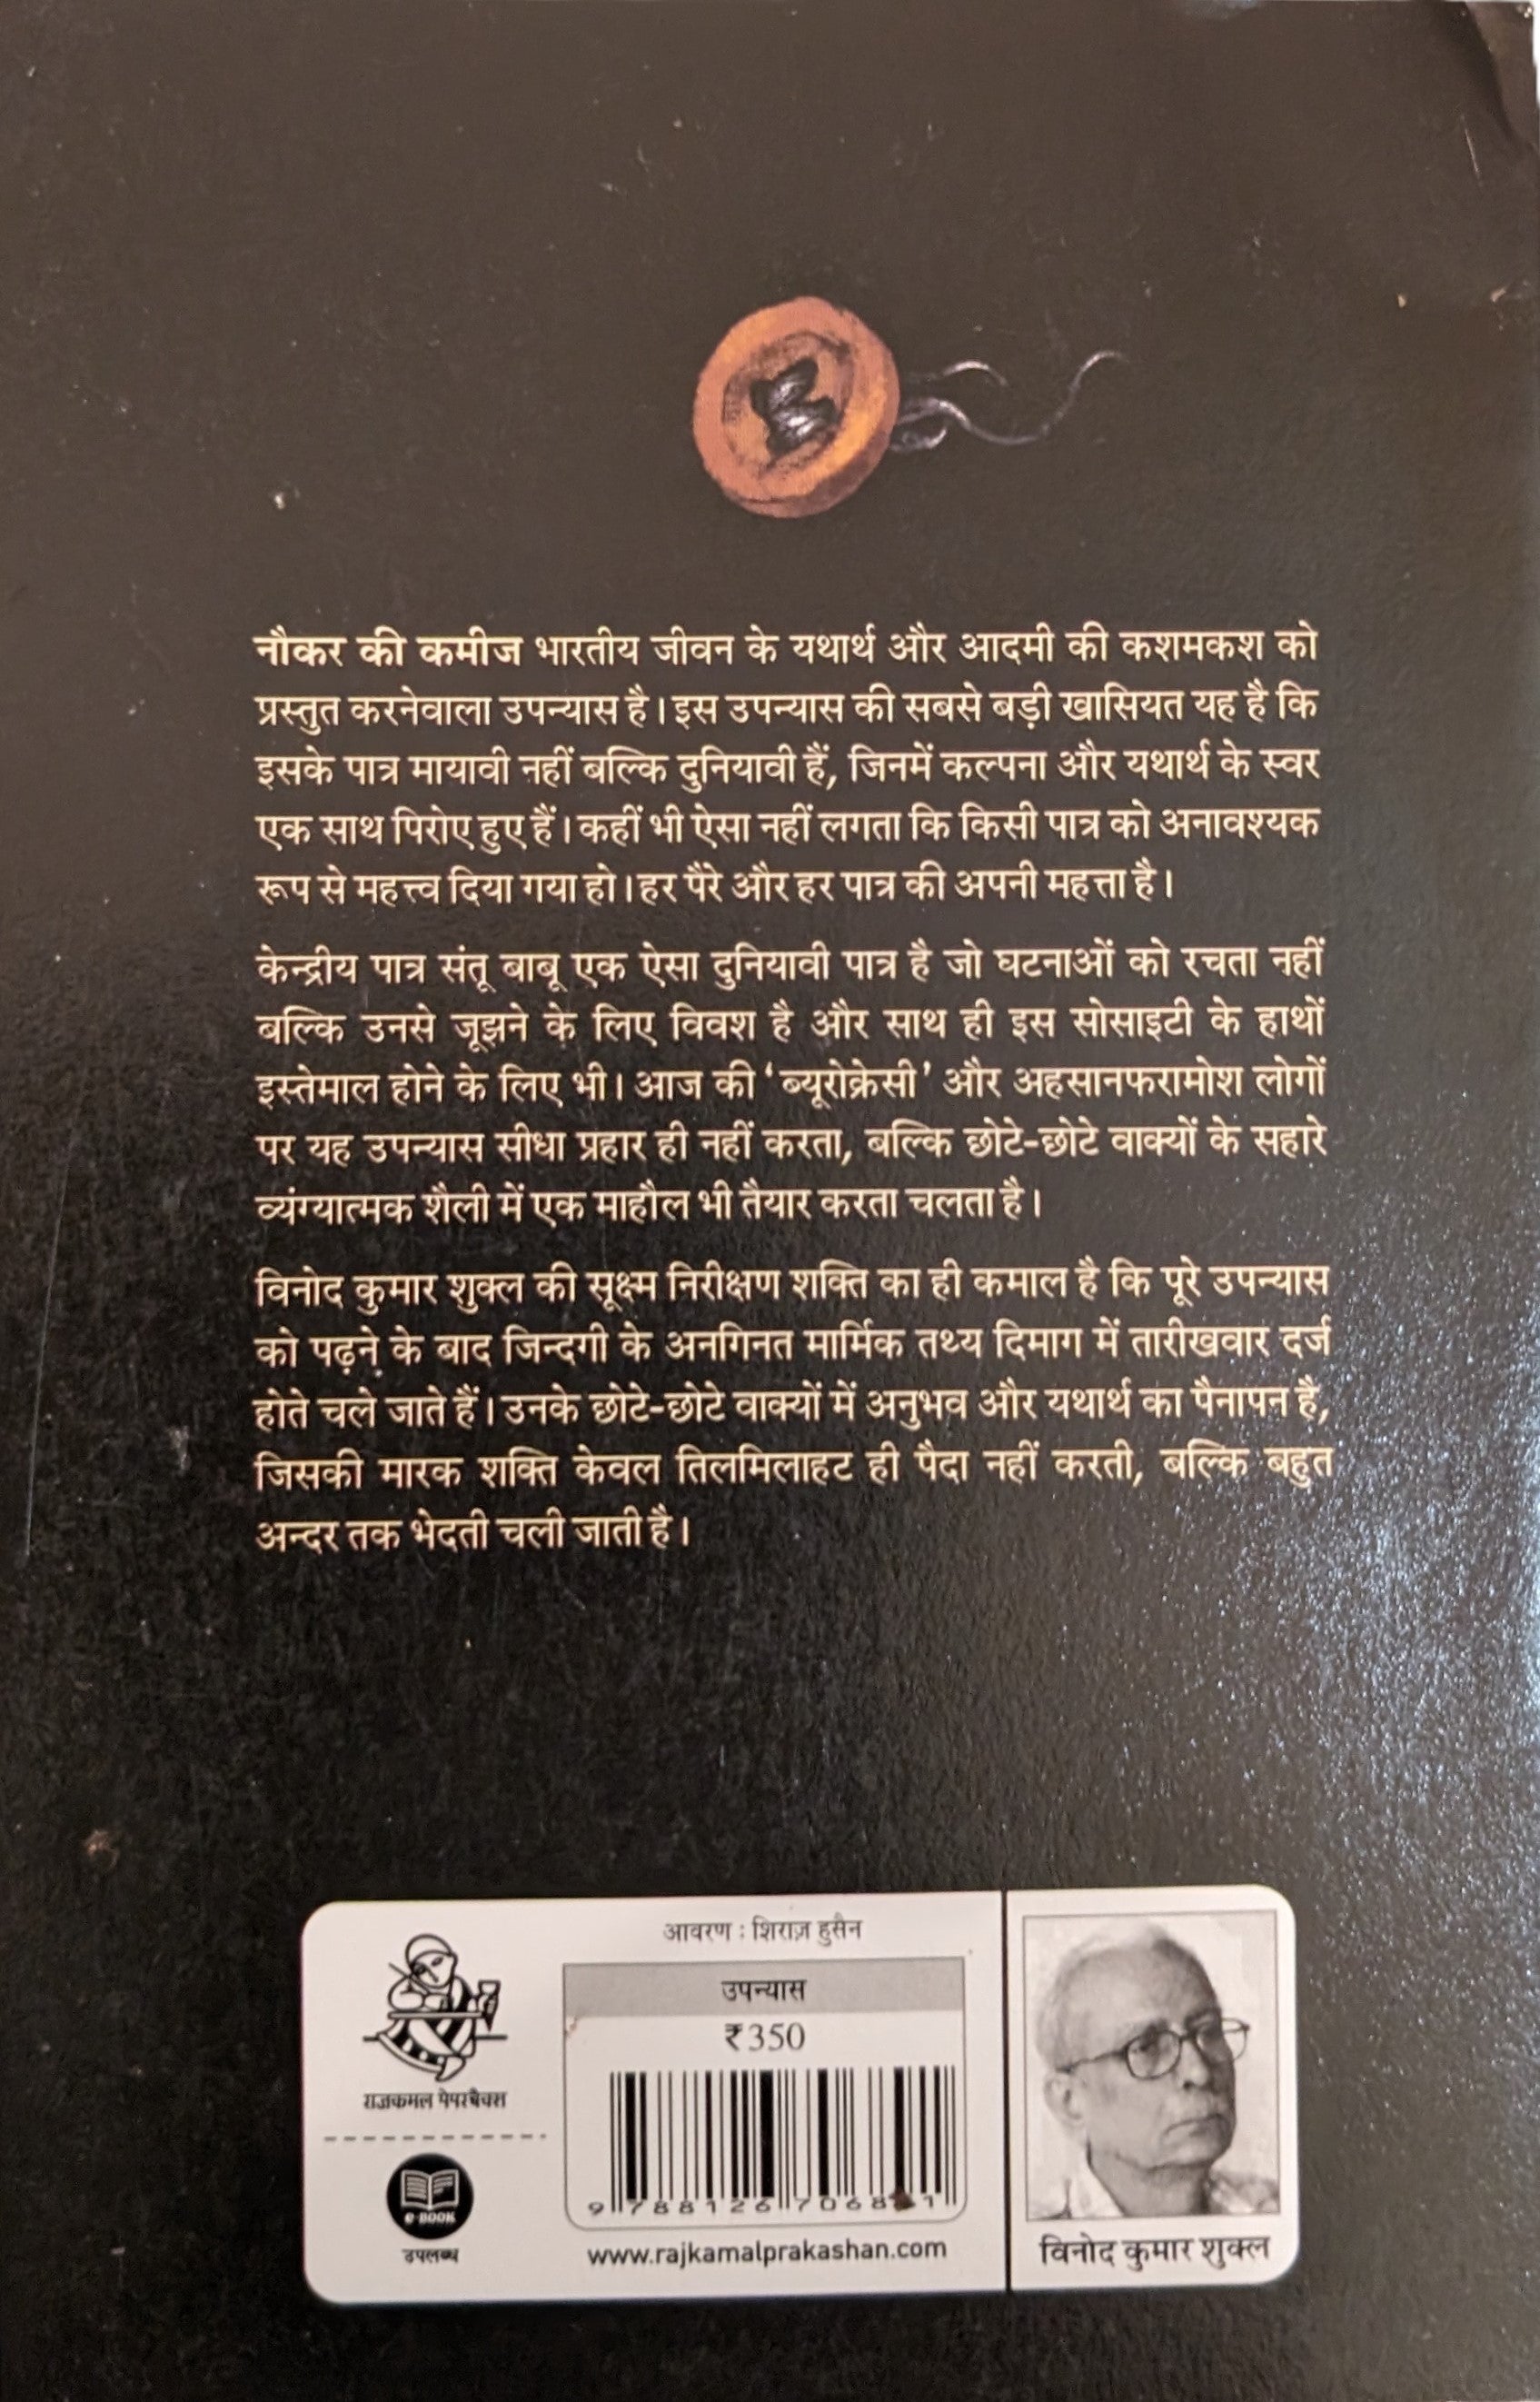 नौकर की कमीज भारतीय जीवन के यथार्थ और आदमी की कशमकश को
प्रस्तुत करनेवाला उपन्यास है। इस उपन्यास की सबसे बड़ी खासियत यह है कि
इसके पात्र मायावी नहीं बल्कि दुनियावी हैं, जिनमें कल्पना और यथार्थ के स्वर
एक साथ पिरोए हुए हैं। कहीं भी ऐसा नहीं लगता कि किसी पात्र को अनावश्यक
रूप से महत्त्व दिया गया हो। हर पैरे और हर पात्र की अपनी महत्ता है।
केन्द्रीय पात्र संतू बाबू एक ऐसा दुनियावी पात्र है जो घटनाओं को रचता नहीं
बल्कि उनसे जूझने के लिए विवश है और साथ ही इस सोसाइटी के हाथों
इस्तेमाल होने के लिए भी। आज की ‘ब्यूरोक्रेसी’ और अहसानफरामोश लोगों
पर यह उपन्यास सीधा प्रहार ही नहीं करता, बल्कि छोटे-छोटे वाक्यों के सहारे
व्यंग्यात्मक शैली में एक माहौल भी तैयार करता चलता है।
विनोद कुमार शुक्ल की सूक्ष्म निरीक्षण शक्ति का ही कमाल है कि पूरे उपन्यास
को पढ़ने के बाद जिन्दगी के अनगिनत मार्मिक तथ्य दिमाग में तारीखवार दर्ज
होते चले जाते हैं। उनके छोटे-छोटे वाक्यों में अनुभव और यथार्थ का पैनापन है,
जिसकी मारक शक्ति केवल तिलमिलाहट ही पैदा नहीं करती, बल्कि बहुत
अन्दर तक भेदती चली जाती है।
आवरण : शिराज़ हुसैन
उपन्यास
₹350
राजकमल पेपरबैक्स
e-BOOK
उपलब्ध
www.rajkamalprakashan.com
विनोद कुमार शुक्ल